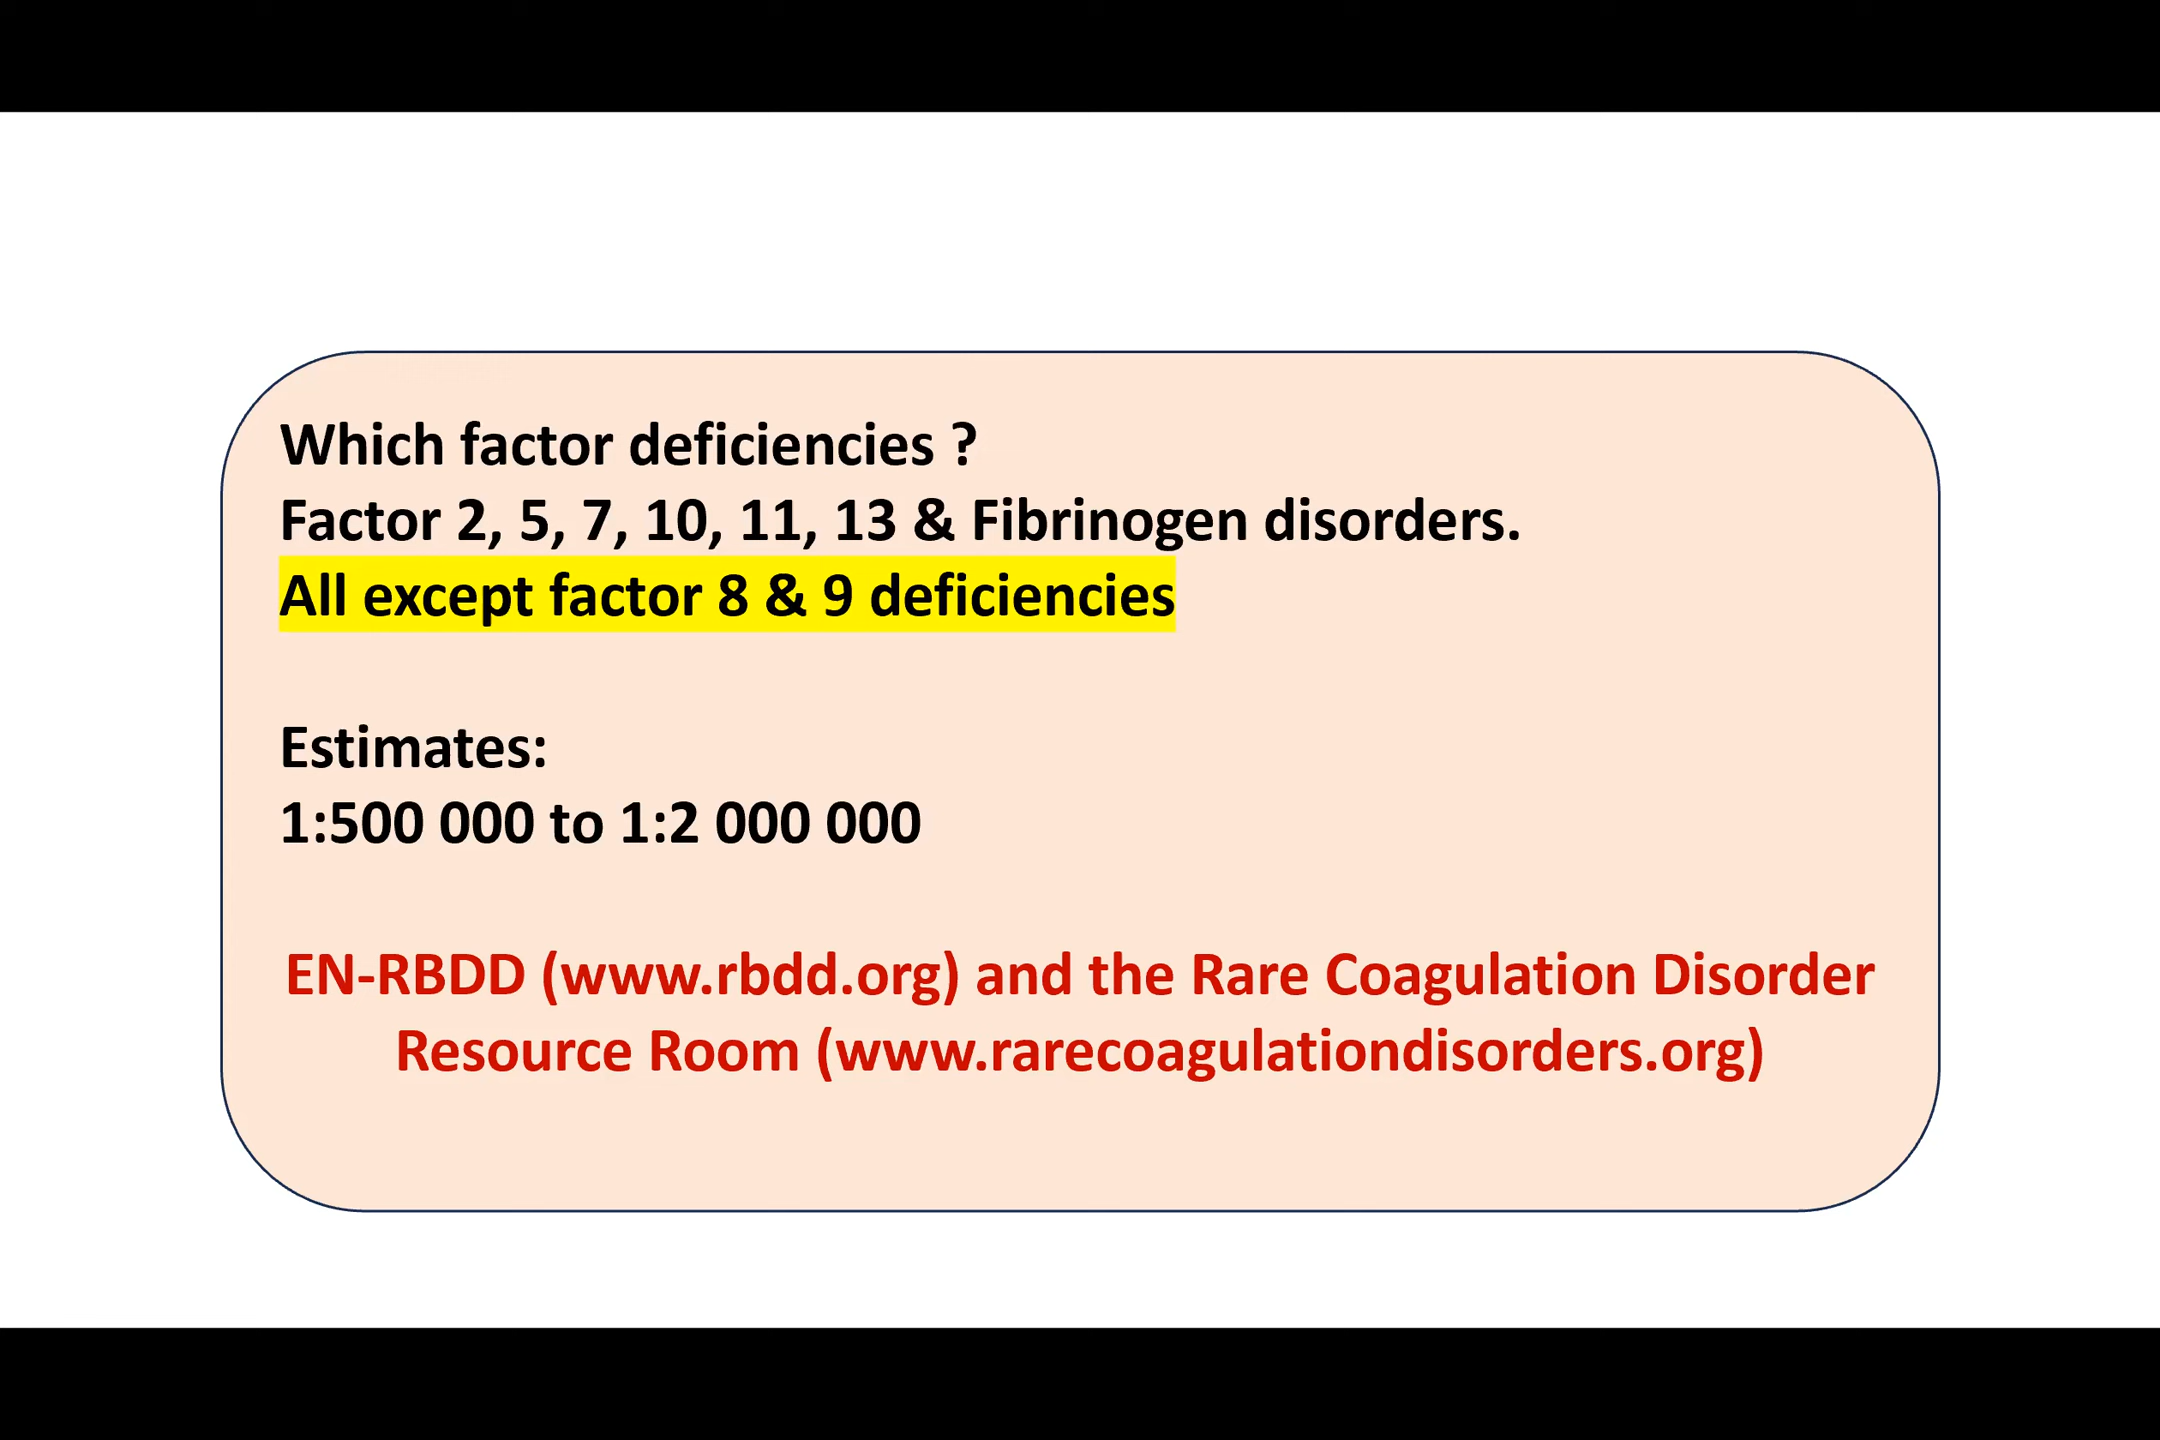 Which factor deficiencies ?
Factor 2, 5, 7, 10, 11, 13 & Fibrinogen disorders.
All except factor 8 & 9 deficiencies
Estimates:
1:500 000 to 1:2 000 000
EN-RBDD (www.rbdd.org) and the Rare Coagulation Disorder
Resource Room (www.rarecoagulationdisorders.org)